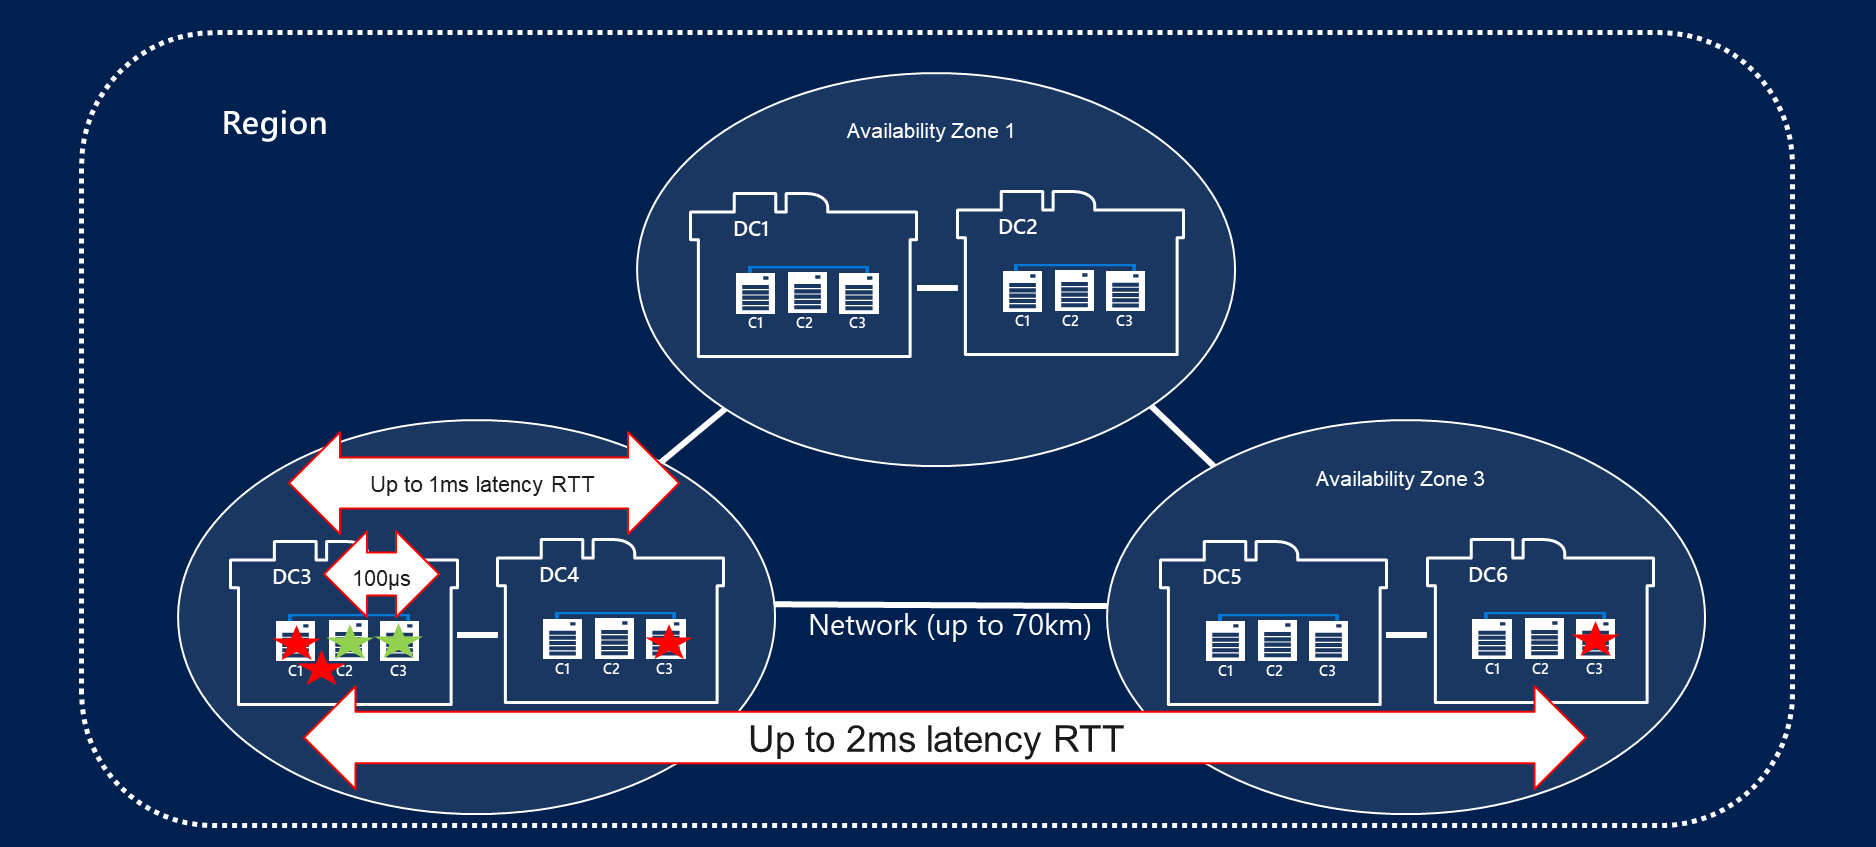 Region
Availability Zone 1
DC1
DC2
C1 C2 C3
C1 C2 C3
Up to 1ms latency RTT
Availability Zone 3
DC3
100µs
DC4
DC5
DC6
Network (up to 70km)
C1 C2 C3
C1 C2 C3
C1 C2 C3
C1 C2 C3
Up to 2ms latency RTT